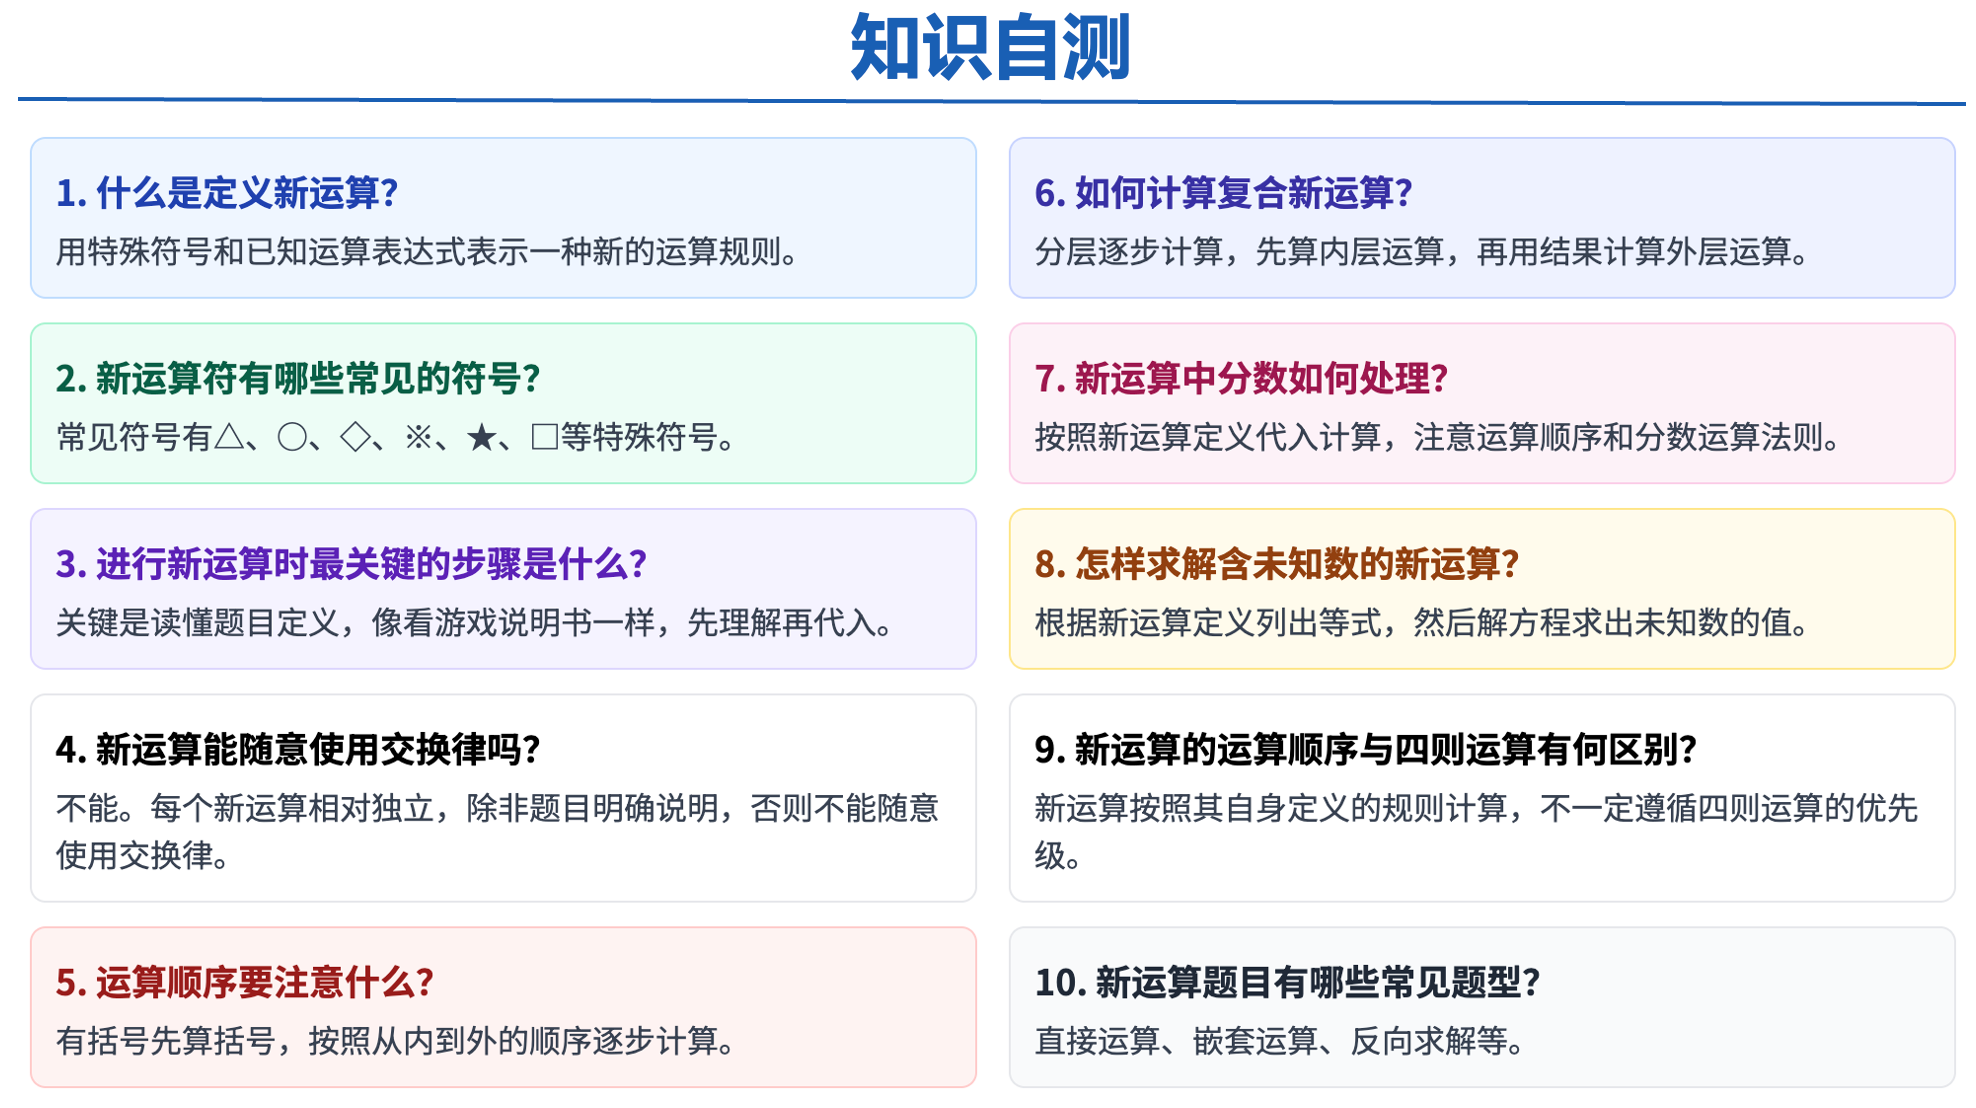 知识自测
1. 什么是定义新运算？
用特殊符号和已知运算表达式表示一种新的运算规则。
2. 新运算符有哪些常见的符号？
常见符号有△、○、◇、※、★、□等特殊符号。
3. 进行新运算时最关键的步骤是什么？
关键是读懂题目定义，像看游戏说明书一样，先理解再代入。
4. 新运算能随意使用交换律吗？
不能。每个新运算相对独立，除非题目明确说明，否则不能随意
使用交换律。
5. 运算顺序要注意什么？
有括号先算括号，按照从内到外的顺序逐步计算。
6. 如何计算复合新运算？
分层逐步计算，先算内层运算，再用结果计算外层运算。
7. 新运算中分数如何处理？
按照新运算定义代入计算，注意运算顺序和分数运算法则。
8. 怎样求解含未知数的新运算？
根据新运算定义列出等式，然后解方程求出未知数的值。
9. 新运算的运算顺序与四则运算有何区别？
新运算按照其自身定义的规则计算，不一定遵循四则运算的优先
级。
10. 新运算题目有哪些常见题型？
直接运算、嵌套运算、反向求解等。